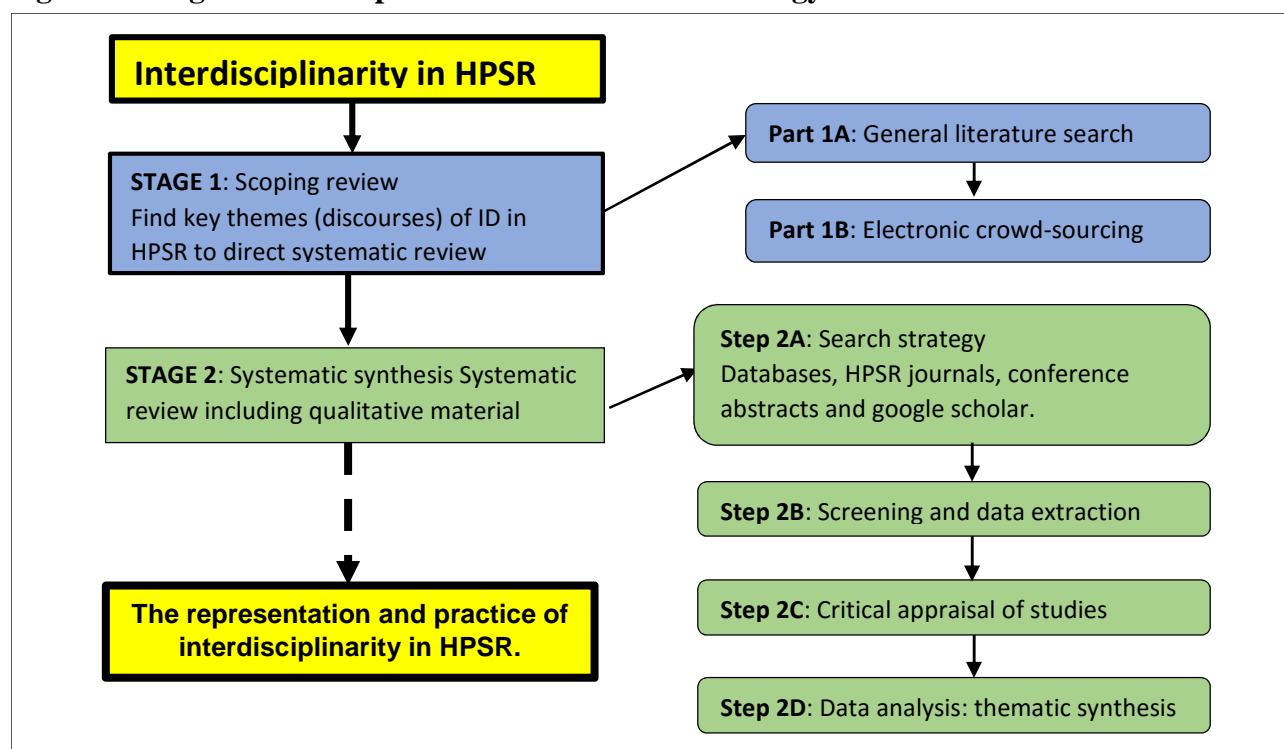 Interdisciplinarity in HPSR
STAGE 1: Scoping review
Find key themes (discourses) of ID in
HPSR to direct systematic review
Part 1A: General literature search
Part 1B: Electronic crowd-sourcing
STAGE 2: Systematic synthesis Systematic
review including qualitative material
Step 2A: Search strategy
Databases, HPSR journals, conference
abstracts and google scholar.
Step 2B: Screening and data extraction
Step 2C: Critical appraisal of studies
Step 2D: Data analysis: thematic synthesis
The representation and practice of
interdisciplinarity in HPSR.